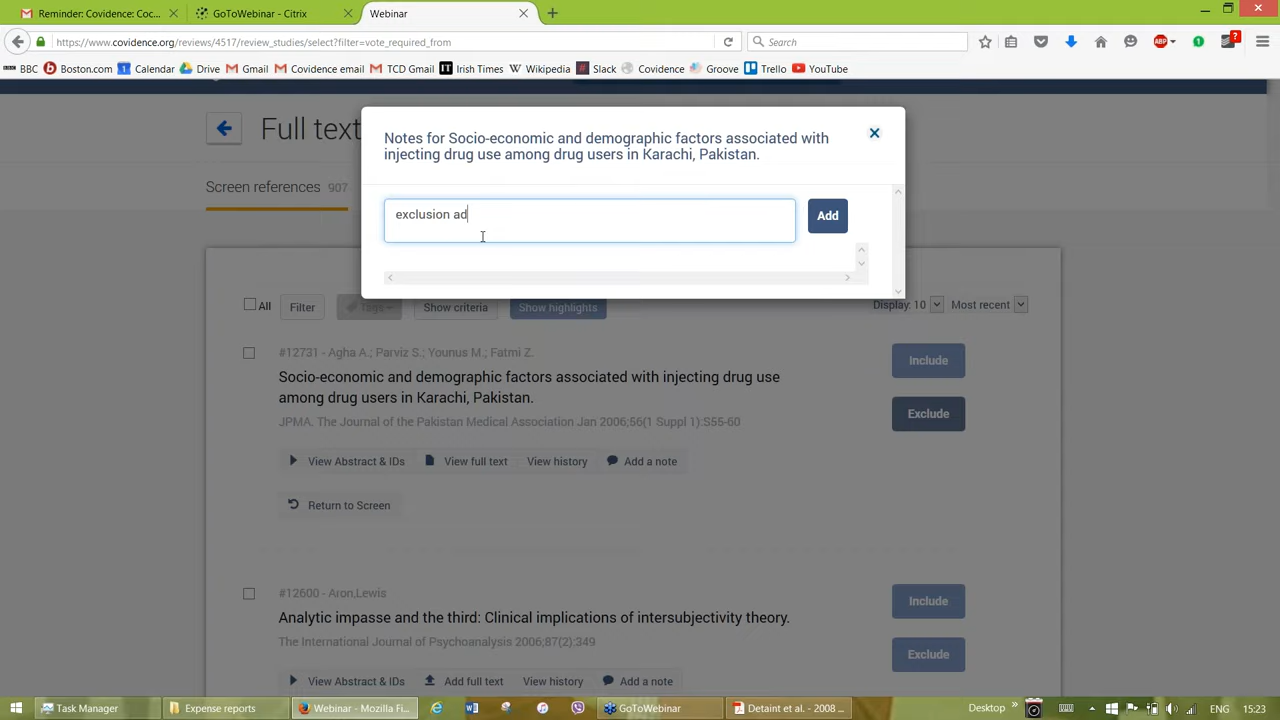 Reminder: Covidence: Coc...
GoToWebinar - Citrix
Webinar
https://www.covidence.org/reviews/4517/review_studies/select?filter=vote_required_from
Search
ABP
1
?
BBC
Boston.com
Calendar
Drive
Gmail
Covidence email
TCD Gmail
Irish Times
Wikipedia
Slack
Covidence
Groove
Trello
YouTube
Full text
Screen references 907
Notes for Socio-economic and demographic factors associated with
injecting drug use among drug users in Karachi, Pakistan.
exclusion ad
Add
All
Filter
Tags
Show criteria
Show highlights
Display: 10
Most recent
#12731 - Agha A.; Parviz S.; Younus M.; Fatmi Z.
Include
Socio-economic and demographic factors associated with injecting drug use
among drug users in Karachi, Pakistan.
Exclude
JPMA. The Journal of the Pakistan Medical Association Jan 2006;56(1 Suppl 1):S55-60
View Abstract & IDs
View full text
View history
Add a note
Return to Screen
#12600 - Aron,Lewis
Include
Analytic impasse and the third: Clinical implications of intersubjectivity theory.
The International Journal of Psychoanalysis 2006;87(2):349
Exclude
View Abstract & IDs
Add full text
View history
Add a note
Task Manager
Expense reports
Webinar - Mozilla Fi...
GoToWebinar
Detaint et al. - 2008 ...
Desktop
ENG
15:23